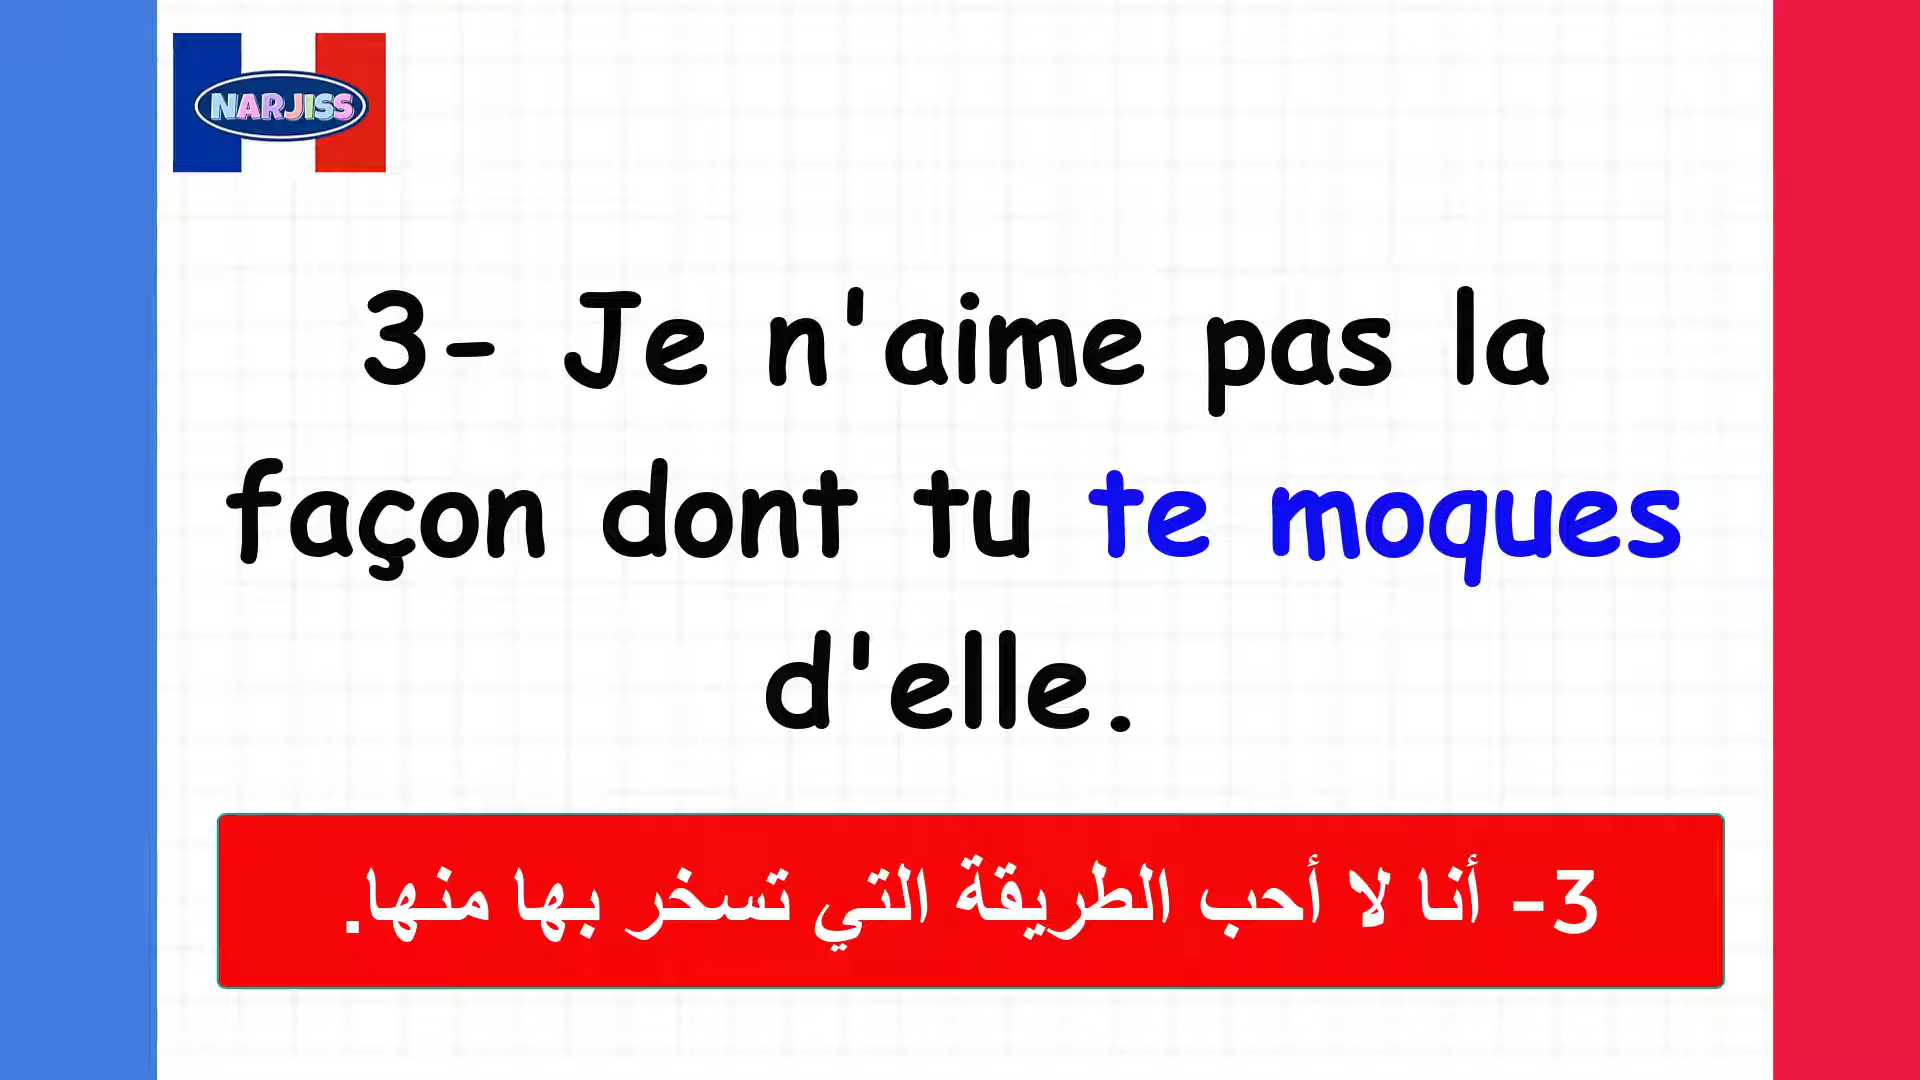 NARJISS
3- Je n'aime pas la
façon dont tu te moques
d'elle.
3- أنا لا أحب الطريقة التي تسخر بها منها.